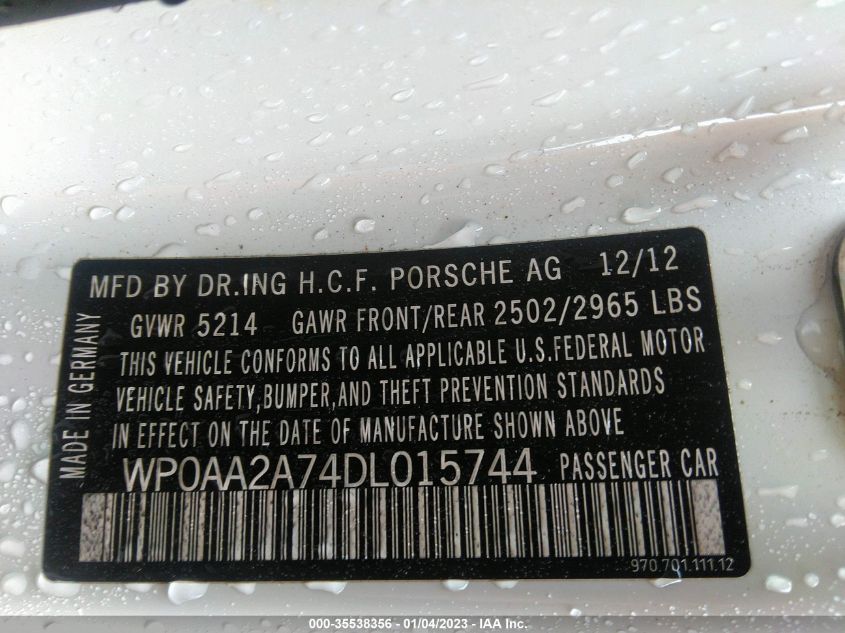 MFD BY DR.ING H.C.F. PORSCHE AG 12/12
GVWR 5214 GAWR FRONT/REAR 2502/2965 LBS
THIS VEHICLE CONFORMS TO ALL APPLICABLE U.S.FEDERAL MOTOR
VEHICLE SAFETY,BUMPER,AND THEFT PREVENTION STANDARDS
IN EFFECT ON THE DATE OF MANUFACTURE SHOWN ABOVE
WP0AA2A74DL015744 PASSENGER CAR
MADE IN GERMANY
970.701.111.12
000-35538356 - 01/04/2023 - © IAA, Inc.